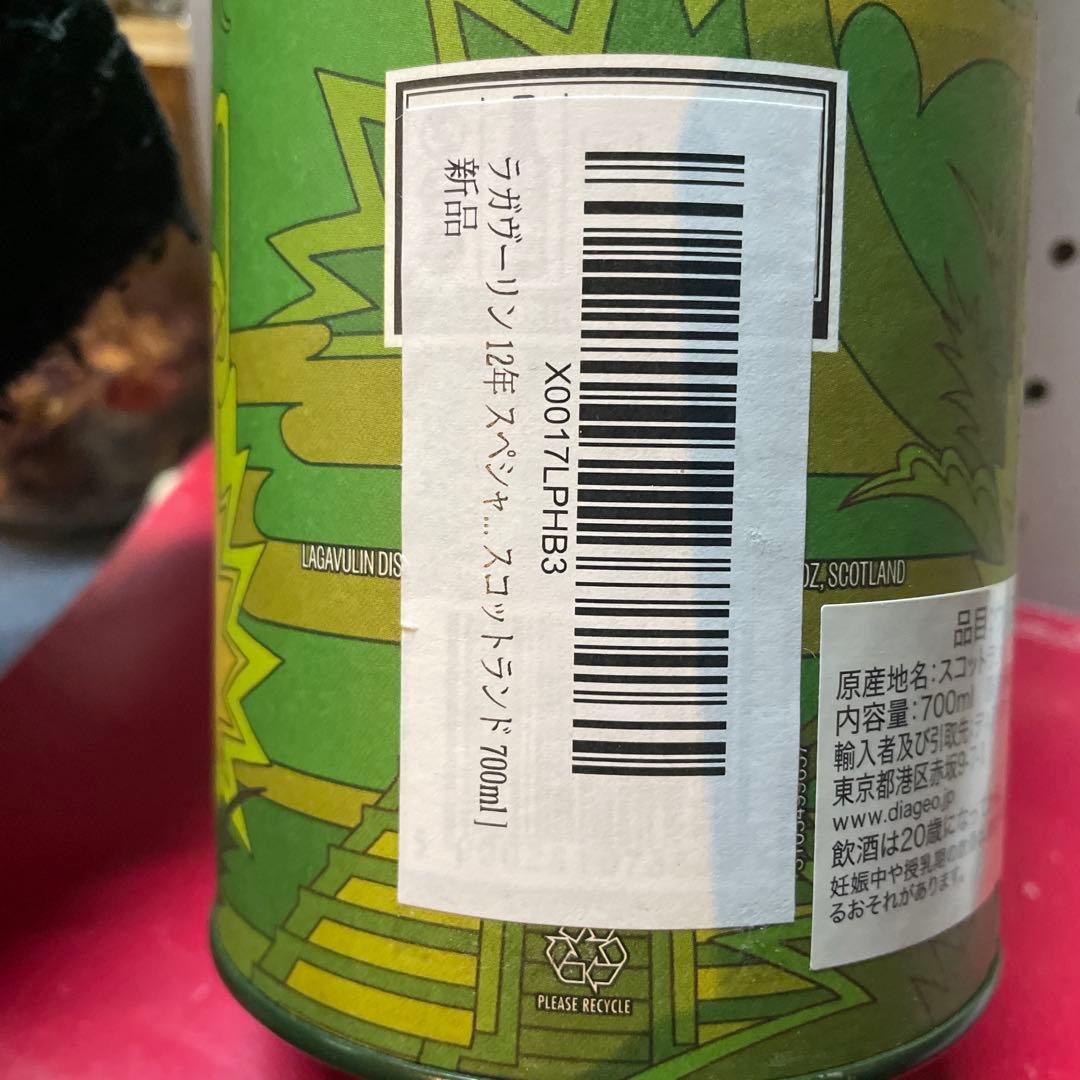 ラガヴーリン 12年 スペシャ... スコットランド 700ml ]
新品
X0017LPHB3
LAGAVULIN DIS
OZ, SCOTLAND
PLEASE RECYCLE
品目
原産地名:スコット
内容量:700ml
輸入者及び引取先
東京都港区赤坂9-7-1
www.diageo.jp
飲酒は20歳になっ
妊娠中や授乳期の
るおそれがあります。